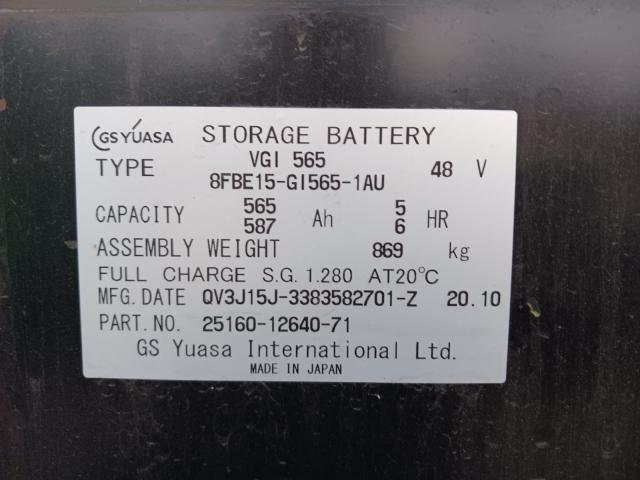 GS YUASA STORAGE BATTERY
TYPE VGI 565 48 V
8FBE15-GI565-1AU
CAPACITY 565 Ah 5 HR
587 6
ASSEMBLY WEIGHT 869 kg
FULL CHARGE S.G. 1.280 AT20℃
MFG. DATE QV3J15J-3383582701-Z 20.10
PART. NO. 25160-12640-71
GS Yuasa International Ltd.
MADE IN JAPAN